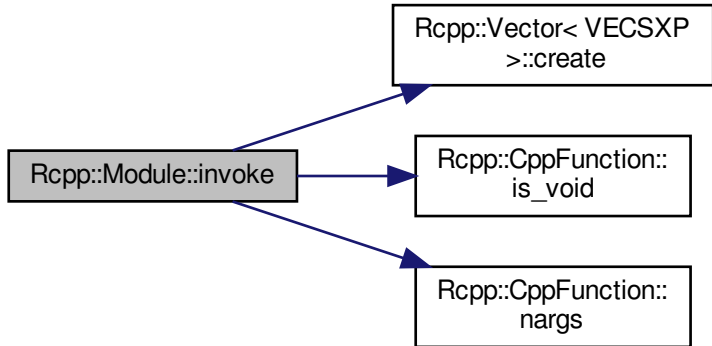 Rcpp::Vector< VECSXP
>::create
Rcpp::Module::invoke
Rcpp::CppFunction::
is_void
Rcpp::CppFunction::
nargs